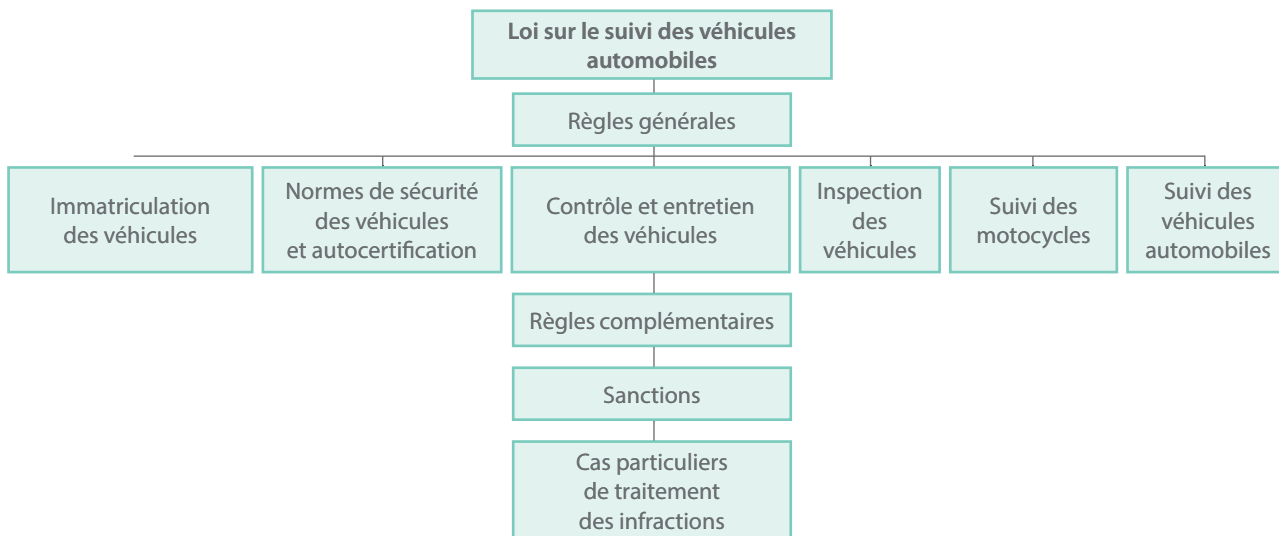 Loi sur le suivi des véhicules
automobiles
Règles générales
Immatriculation
des véhicules
Normes de sécurité
des véhicules
et autocertification
Contrôle et entretien
des véhicules
Inspection
des
véhicules
Suivi des
motocycles
Suivi des
véhicules
automobiles
Règles complémentaires
Sanctions
Cas particuliers
de traitement
des infractions